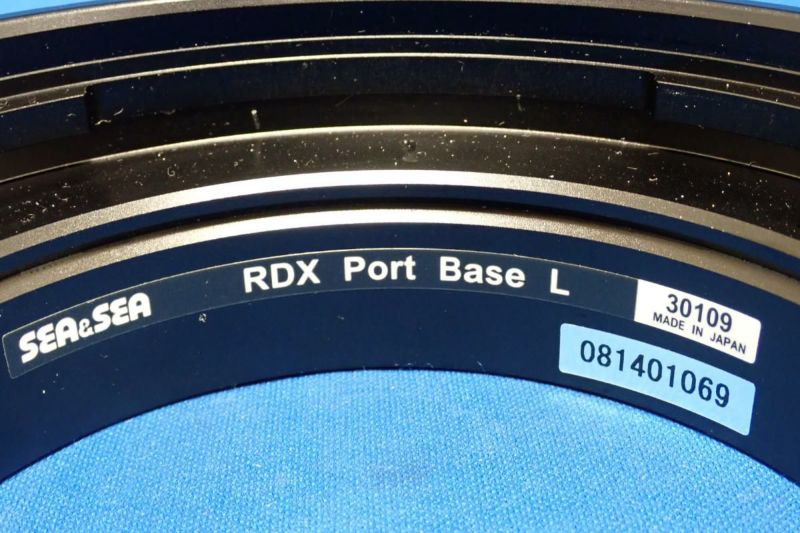 SEA&SEA RDX Port Base L
30109
MADE IN JAPAN
081401069